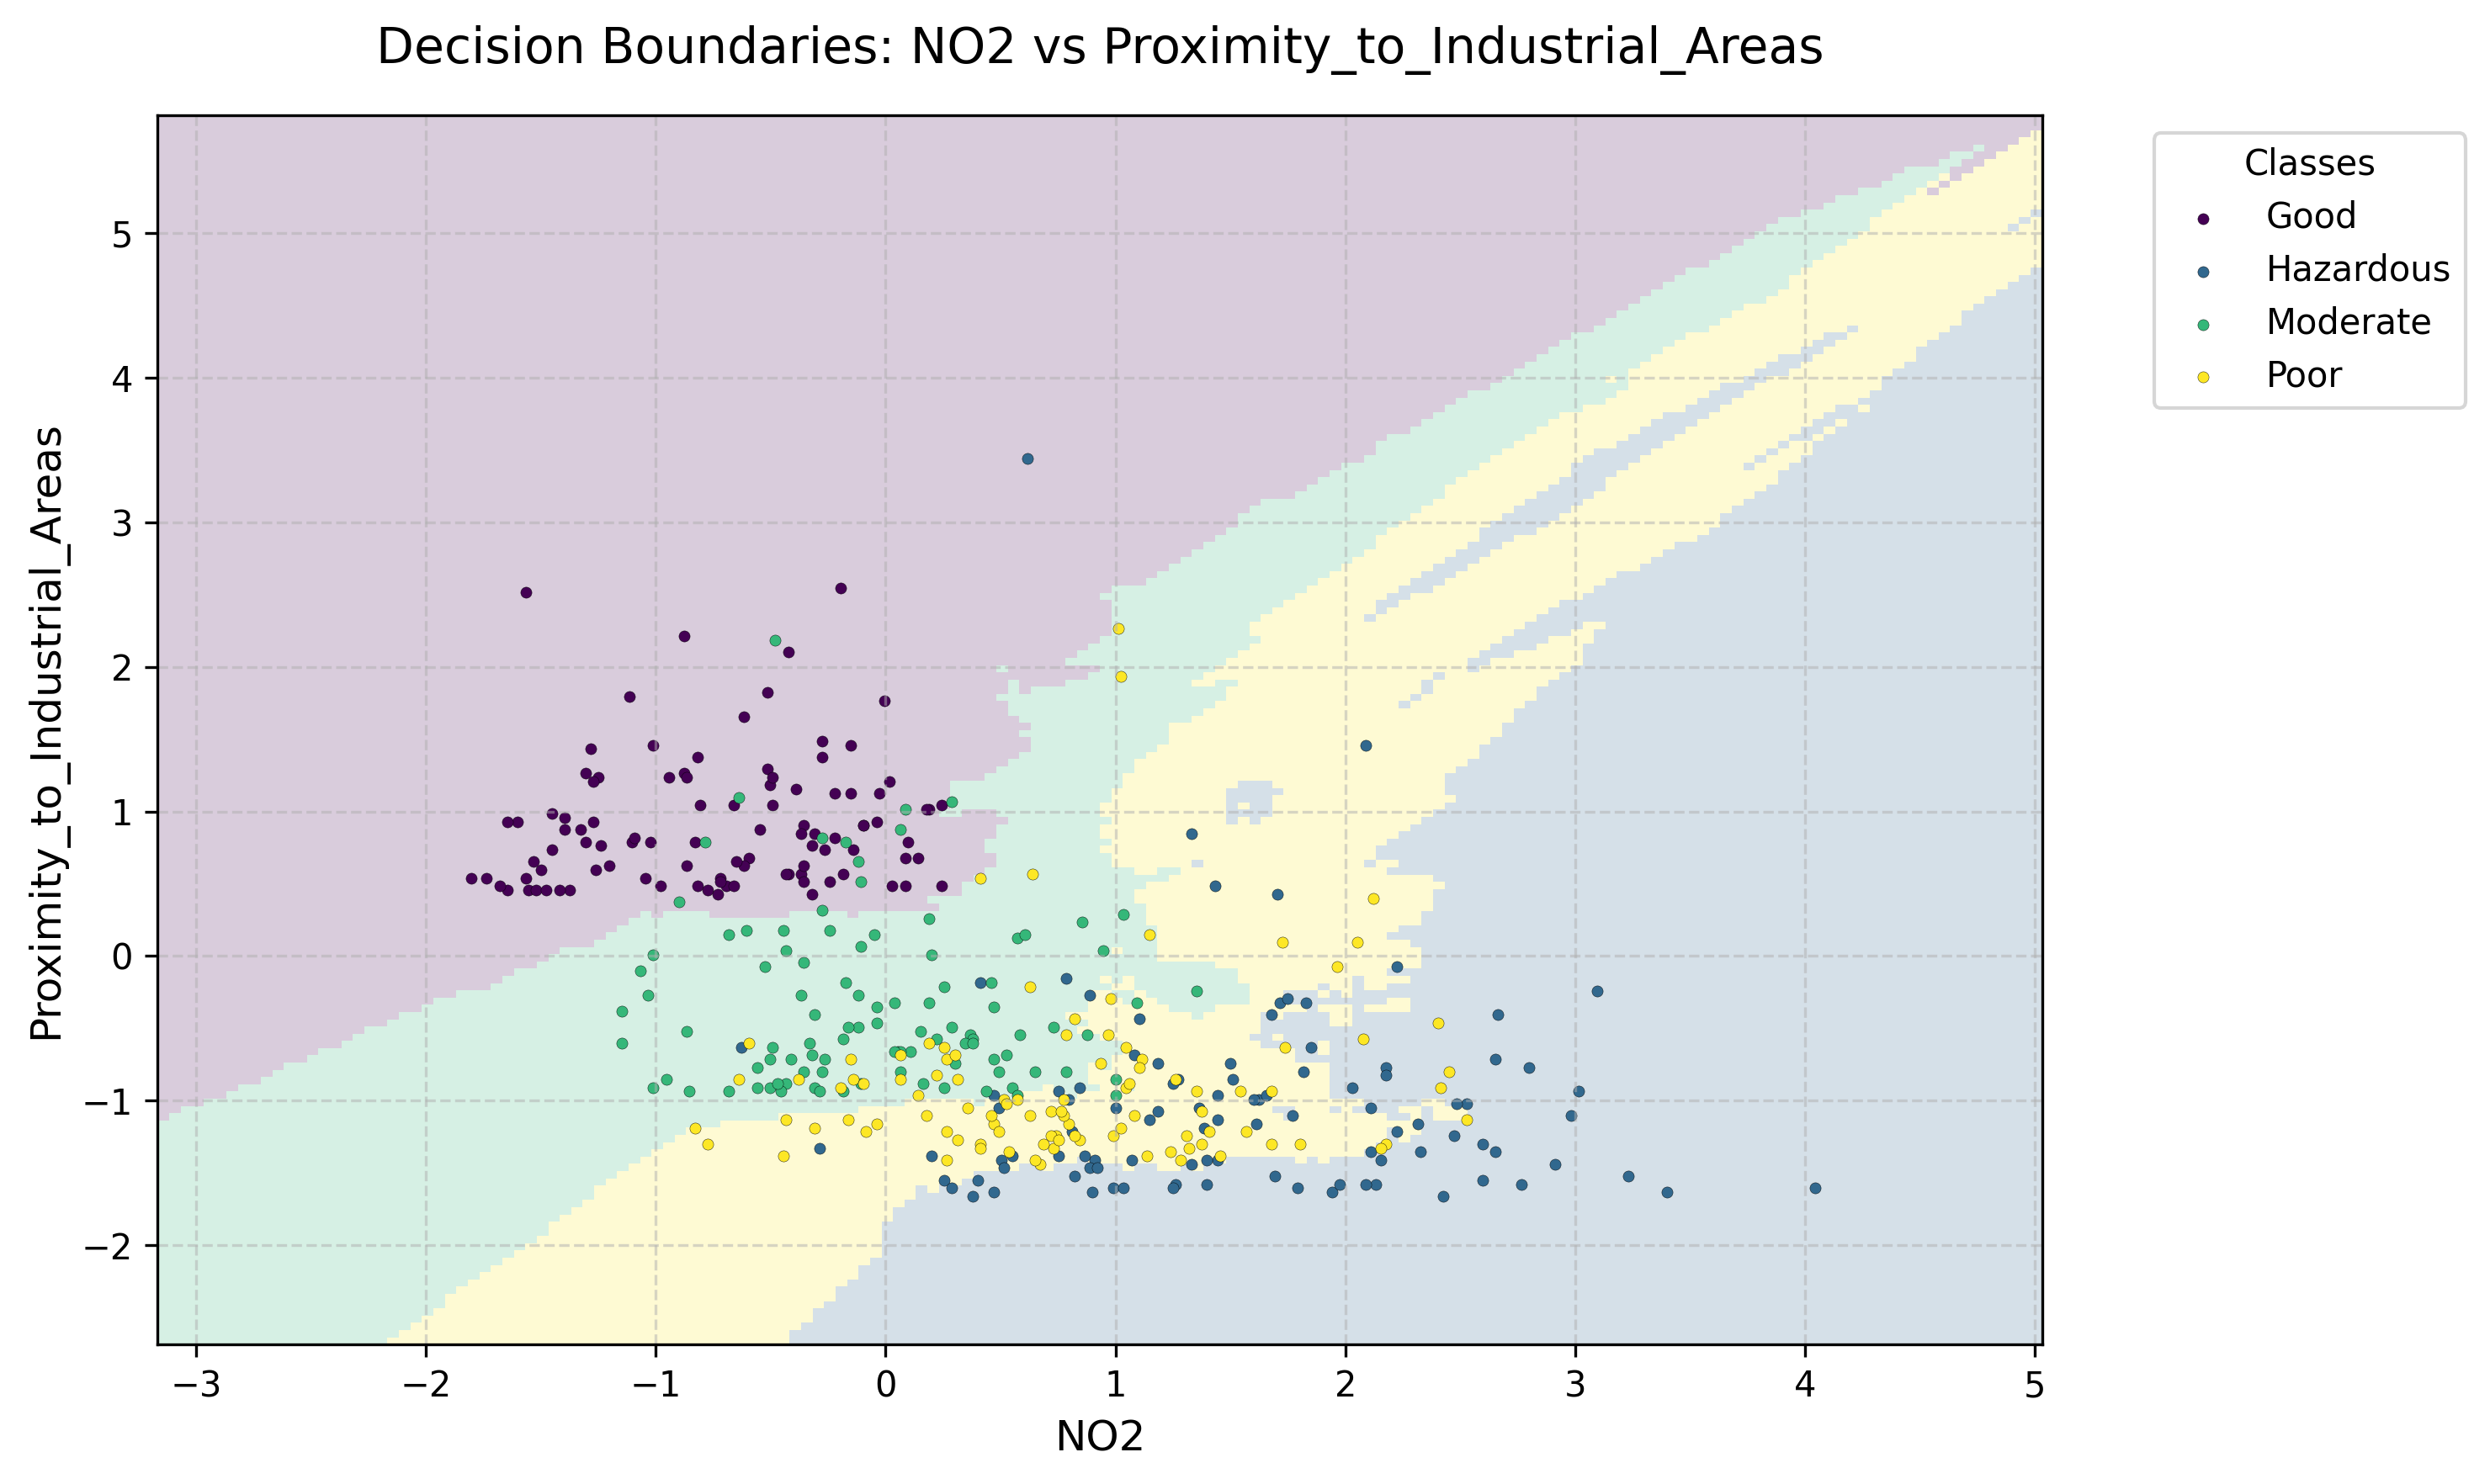 Decision Boundaries: NO2 vs Proximity_to_Industrial_Areas
Classes
Good
Hazardous
Moderate
Poor
Proximity_to_Industrial_Areas
5
4
3
2
1
0
−1
−2
−3
−2
−1
0
1
2
3
4
5
NO2